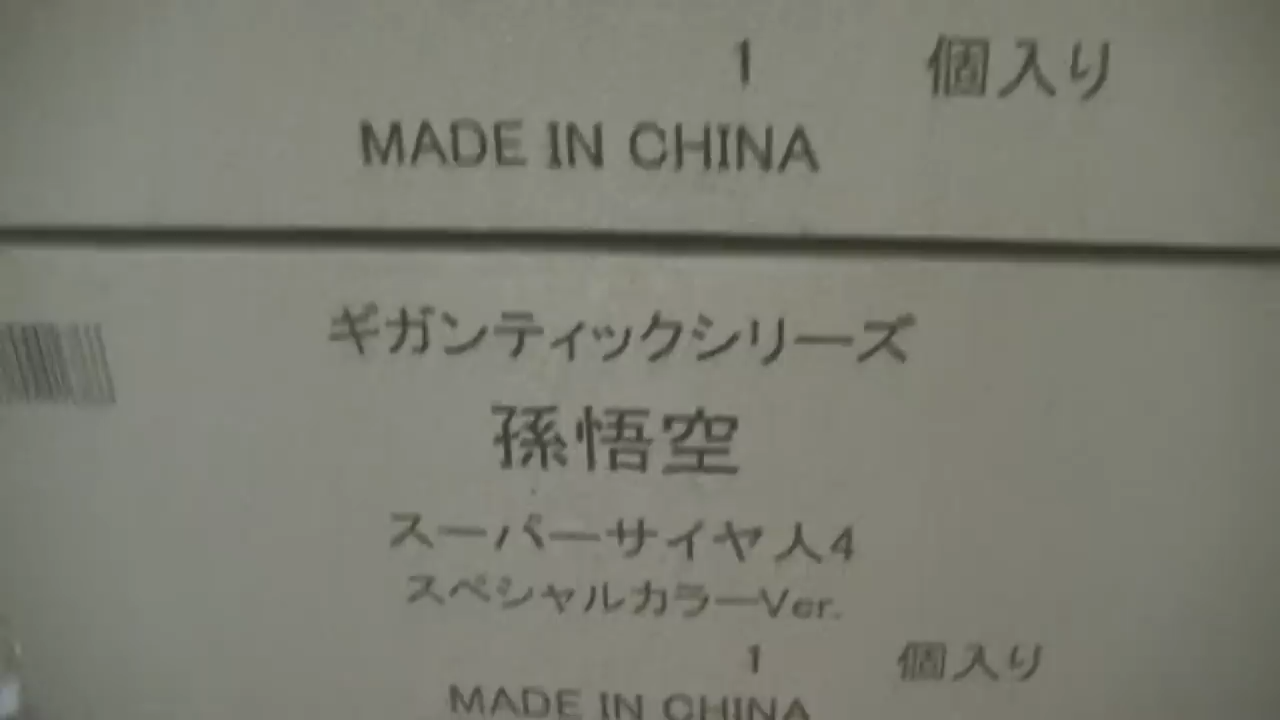 1 個入り
MADE IN CHINA
ギガンティックシリーズ
孫悟空
スーパーサイヤ人4
スペシャルカラーVer.
1 個入り
MADE IN CHINA